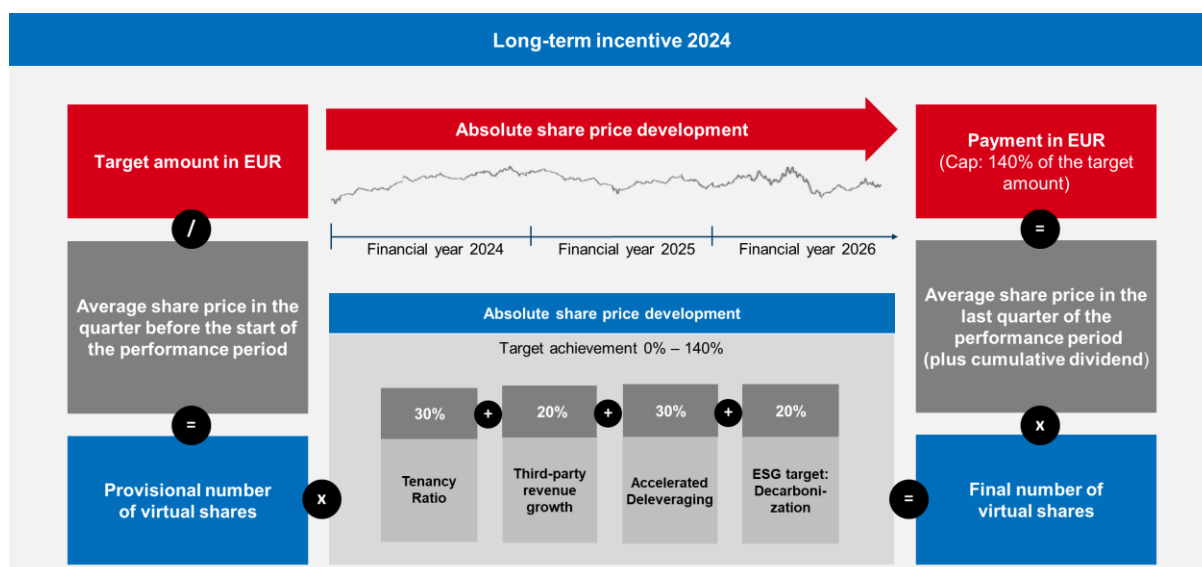 Long-term incentive 2024
Target amount in EUR
/
Average share price in the
quarter before the start of
the performance period
=
Provisional number
of virtual shares
x
Absolute share price development
Financial year 2024
Financial year 2025
Financial year 2026
Absolute share price development
Target achievement 0% – 140%
30%
+
20%
+
30%
+
20%
Tenancy
Ratio
Third-party
revenue
growth
Accelerated
Deleveraging
ESG target:
Decarboni-
zation
=
Payment in EUR
(Cap: 140% of the target
amount)
=
Average share price in the
last quarter of the
performance period
(plus cumulative dividend)
x
Final number of
virtual shares